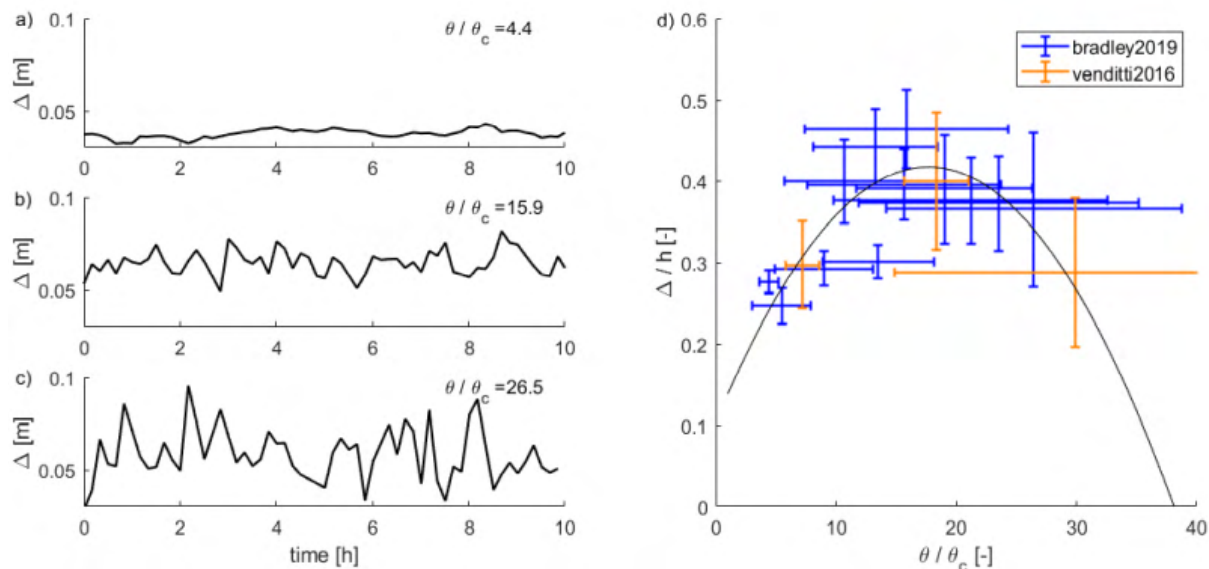 a)
0.1
0.05
Δ [m]
θ / θc =4.4
0 2 4 6 8 10
b)
0.1
0.05
Δ [m]
θ / θc =15.9
0 2 4 6 8 10
c)
0.1
0.05
Δ [m]
θ / θc =26.5
0 2 4 6 8 10
time [h]
d)
0.6
0.5
0.4
0.3
0.2
0.1
0
Δ / h [-]
bradley2019
venditti2016
0 10 20 30 40
θ / θc [-]